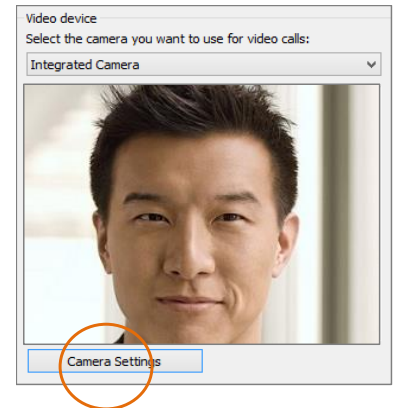 Video device
Select the camera you want to use for video calls:
Integrated Camera
Camera Settings